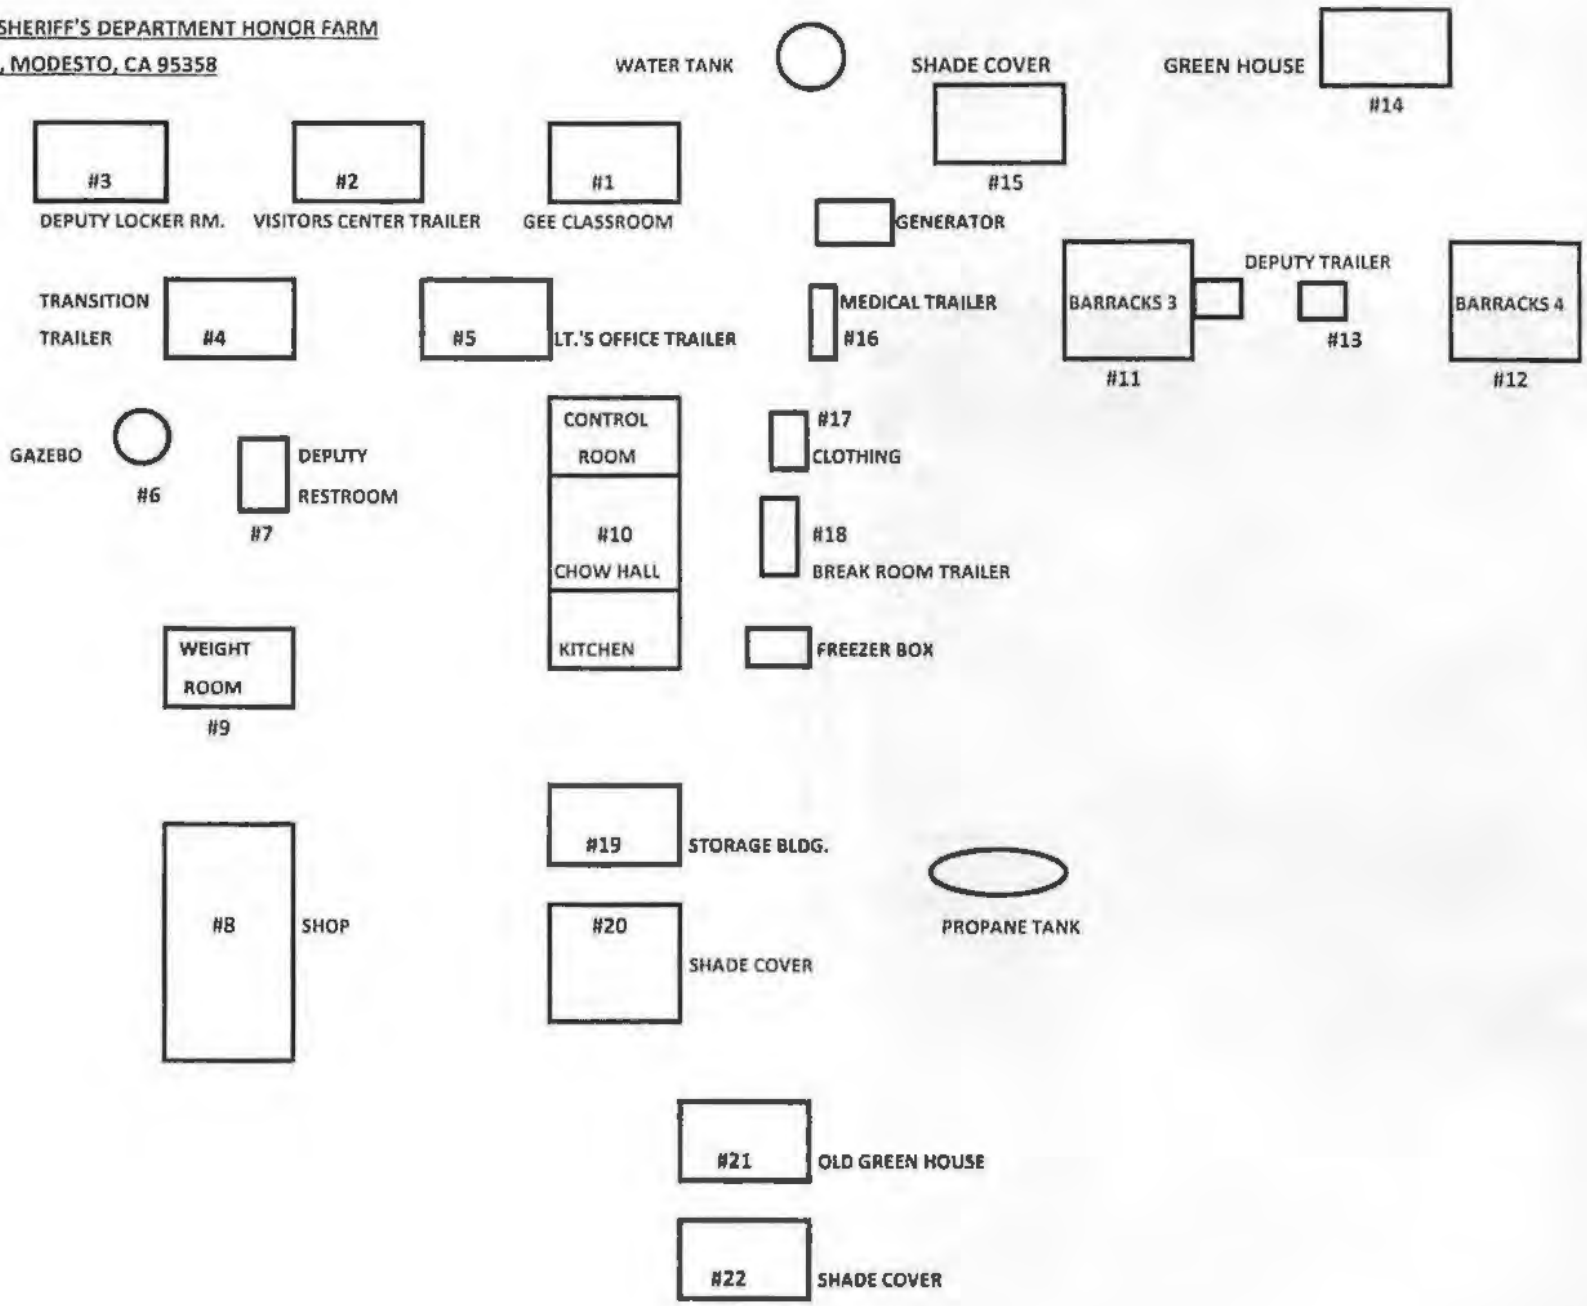 SHERIFF'S DEPARTMENT HONOR FARM
, MODESTO, CA 95358
WATER TANK
SHADE COVER
#15
GREEN HOUSE
#14
#3
DEPUTY LOCKER RM.
#2
VISITORS CENTER TRAILER
#1
GEE CLASSROOM
GENERATOR
TRANSITION
TRAILER
#4
#5
LT.'S OFFICE TRAILER
MEDICAL TRAILER
#16
BARRACKS 3
#11
DEPUTY TRAILER
#13
BARRACKS 4
#12
GAZEBO
#6
DEPUTY
RESTROOM
#7
CONTROL
ROOM
#10
CHOW HALL
KITCHEN
#17
CLOTHING
#18
BREAK ROOM TRAILER
FREEZER BOX
WEIGHT
ROOM
#9
#8
SHOP
#19
STORAGE BLDG.
#20
SHADE COVER
PROPANE TANK
#21
OLD GREEN HOUSE
#22
SHADE COVER